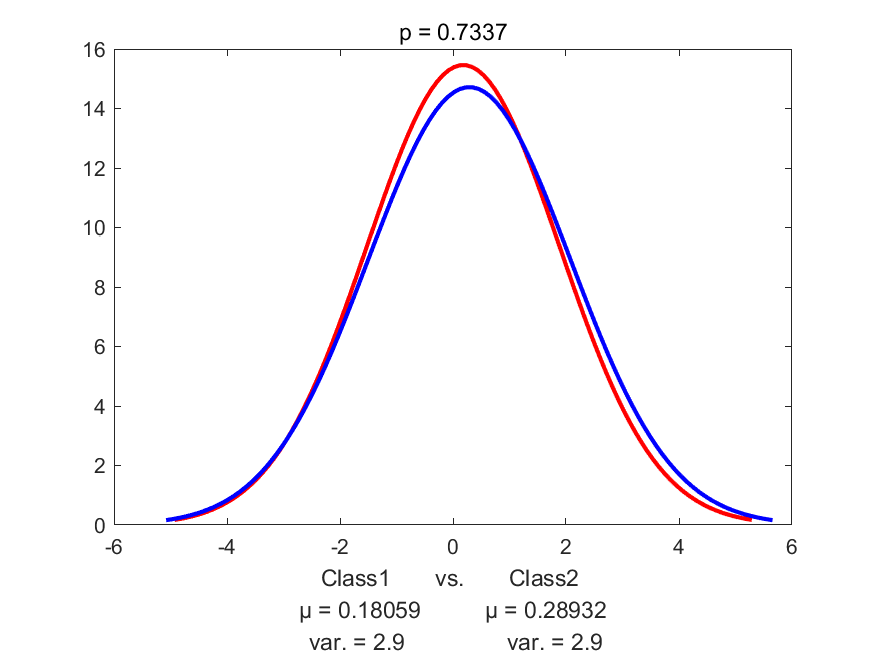 p = 0.7337
16
14
12
10
8
6
4
2
0
-6 -4 -2 0 2 4 6
Class1 vs. Class2
μ = 0.18059 μ = 0.28932
var. = 2.9 var. = 2.9